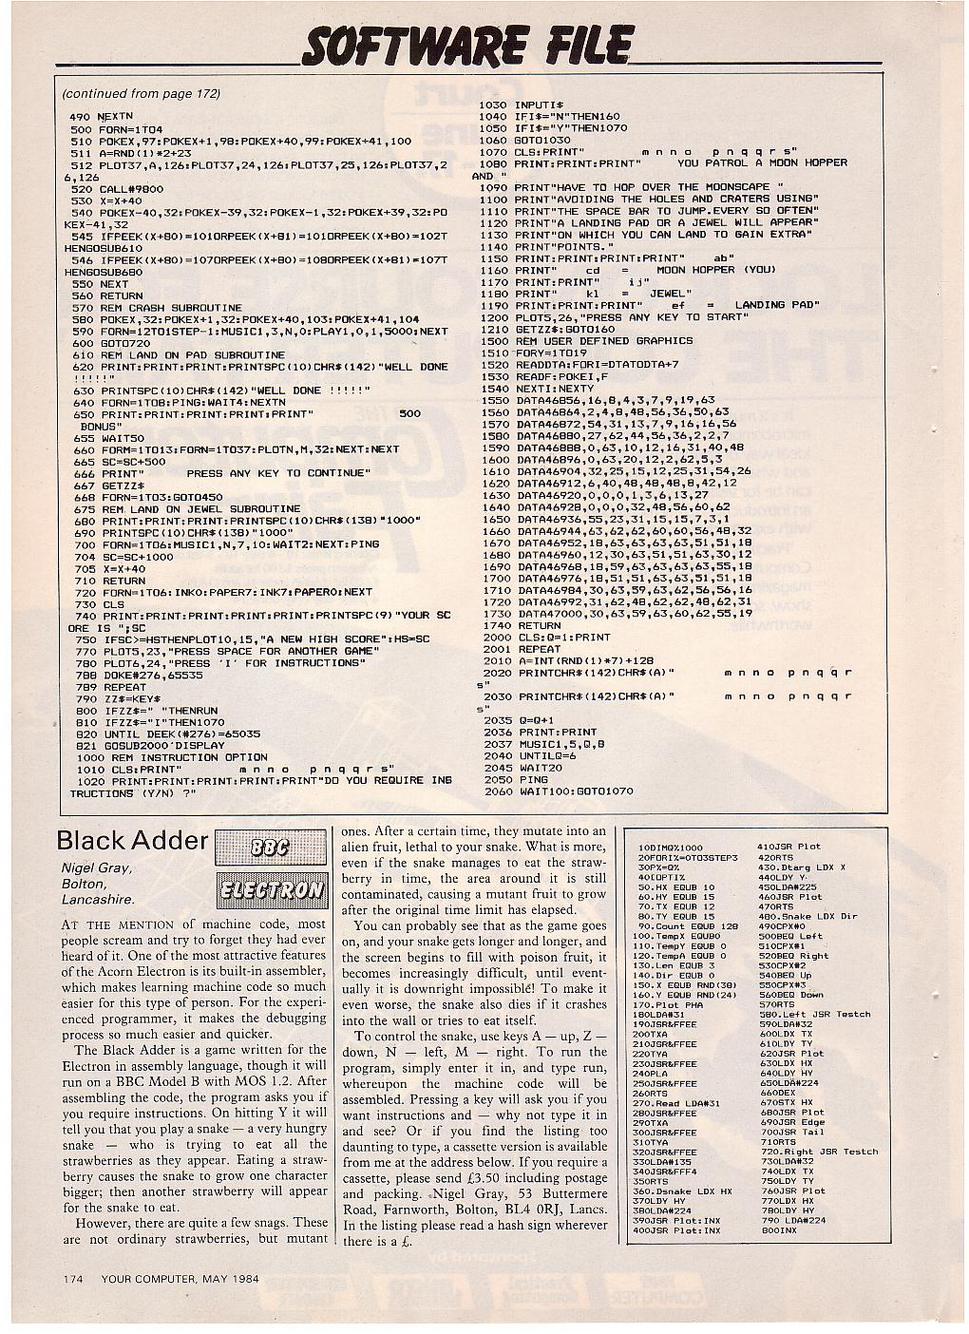 SOFTWARE FILE
(continued from page 172)
490 NEXTN
500 FORN=1TO4
510 POKEX,97:POKEX+1,98:POKEX+40,99:POKEX+41,100
511 A=RND(1)*2+23
512 PLOT37,A,126:PLOT37,24,126:PLOT37,25,126:PLOT37,2
6,126
520 CALL#9800
530 X=X+40
540 POKEX-40,32:POKEX-39,32:POKEX-1,32:POKEX+39,32:PO
KEX-41,32
545 IFPEEK(X+80)=101ORPEEK(X+81)=101ORPEEK(X+80)=102T
HENGOSUB610
546 IFPEEK(X+80)=107ORPEEK(X+80)=108ORPEEK(X+81)=107T
HENGOSUB680
550 NEXT
560 RETURN
570 REM CRASH SUBROUTINE
580 POKEX,32:POKEX+1,32:POKEX+40,103:POKEX+41,104
590 FORN=12TO1STEP-1:MUSIC1,3,N,0:PLAY1,0,1,5000:NEXT
600 GOTO720
610 REM LAND ON PAD SUBROUTINE
620 PRINT:PRINT:PRINT:PRINTSPC(10)CHR$(142)"WELL DONE
!!!!!"
630 PRINTSPC(10)CHR$(142)"WELL DONE !!!!!"
640 FORN=1TO8:PING:WAIT4:NEXTN
650 PRINT:PRINT:PRINT:PRINT:PRINT" 500
BONUS"
655 WAIT50
660 FORM=1TO13:FORN=1TO37:PLOTN,M,32:NEXT:NEXT
665 SC=SC+500
666 PRINT" PRESS ANY KEY TO CONTINUE"
667 GETZZ$
668 FORN=1TO3:GOTO450
675 REM LAND ON JEWEL SUBROUTINE
680 PRINT:PRINT:PRINT:PRINTSPC(10)CHR$(138)"1000"
690 PRINTSPC(10)CHR$(138)"1000"
700 FORN=1TO6:MUSIC1,N,7,10:WAIT2:NEXT:PING
704 SC=SC+1000
705 X=X+40
710 RETURN
720 FORN=1TO6:INK0:PAPER7:INK7:PAPER0:NEXT
730 CLS
740 PRINT:PRINT:PRINT:PRINT:PRINT:PRINTSPC(9)"YOUR SC
ORE IS ";SC
750 IFSC>=HSTHENPLOT10,15,"A NEW HIGH SCORE":HS=SC
770 PLOT5,23,"PRESS SPACE FOR ANOTHER GAME"
780 PLOT6,24,"PRESS 'I' FOR INSTRUCTIONS"
788 DOKE#276,65535
789 REPEAT
790 ZZ$=KEY$
800 IFZZ$=" "THENRUN
810 IFZZ$="I"THEN1070
820 UNTIL DEEK(#276)=65035
821 GOSUB2000'DISPLAY
1000 REM INSTRUCTION OPTION
1010 CLS:PRINT" m n n o p n q q r s"
1020 PRINT:PRINT:PRINT:PRINT:PRINT"DO YOU REQUIRE INS
TRUCTIONS (Y/N) ?"
1030 INPUTI$
1040 IFI$="N"THEN160
1050 IFI$="Y"THEN1070
1060 GOTO1030
1070 CLS:PRINT" m n n o p n q q r s"
1080 PRINT:PRINT:PRINT" YOU PATROL A MOON HOPPER
AND "
1090 PRINT"HAVE TO HOP OVER THE MOONSCAPE "
1100 PRINT"AVOIDING THE HOLES AND CRATERS USING"
1110 PRINT"THE SPACE BAR TO JUMP.EVERY SO OFTEN"
1120 PRINT"A LANDING PAD OR A JEWEL WILL APPEAR"
1130 PRINT"ON WHICH YOU CAN LAND TO GAIN EXTRA"
1140 PRINT"POINTS."
1150 PRINT:PRINT:PRINT:PRINT" ab"
1160 PRINT" cd = MOON HOPPER (YOU)
1170 PRINT:PRINT" ij"
1180 PRINT" kl = JEWEL"
1190 PRINT:PRINT:PRINT" ef = LANDING PAD"
1200 PLOT5,26,"PRESS ANY KEY TO START"
1210 GETZZ$:GOTO160
1500 REM USER DEFINED GRAPHICS
1510 FORY=1TO19
1520 READDTA:FORI=DTATODTA+7
1530 READF:POKEI,F
1540 NEXTI:NEXTY
1550 DATA46856,16,8,4,3,7,9,19,63
1560 DATA46864,2,4,8,48,56,36,50,63
1570 DATA46872,54,31,13,7,9,16,16,56
1580 DATA46880,27,62,44,56,36,2,2,7
1590 DATA46888,0,63,10,12,16,31,40,48
1600 DATA46896,0,63,20,12,2,62,5,3
1610 DATA46904,32,25,15,12,25,31,54,26
1620 DATA46912,6,40,48,48,48,8,42,12
1630 DATA46920,0,0,0,1,3,6,13,27
1640 DATA46928,0,0,0,32,48,56,60,62
1650 DATA46936,55,23,31,15,15,7,3,1
1660 DATA46944,63,62,62,60,60,56,48,32
1670 DATA46952,18,63,63,63,63,51,51,18
1680 DATA46960,12,30,63,51,51,63,30,12
1690 DATA46968,18,59,63,63,63,63,55,18
1700 DATA46976,18,51,51,63,63,51,51,18
1710 DATA46984,30,63,59,63,62,56,56,16
1720 DATA46992,31,62,48,62,62,48,62,31
1730 DATA47000,30,63,59,63,60,62,55,19
1740 RETURN
2000 CLS:Q=1:PRINT
2001 REPEAT
2010 A=INT(RND(1)*7)+128
2020 PRINTCHR$(142)CHR$(A)" m n n o p n q q r
s"
2030 PRINTCHR$(142)CHR$(A)" m n n o p n q q r
s"
2035 Q=Q+1
2036 PRINT:PRINT
2037 MUSIC1,5,Q,8
2040 UNTILQ=6
2045 WAIT20
2050 PING
2060 WAIT100:GOTO1070
Black Adder
BBC
ELECTRON
Nigel Gray,
Bolton,
Lancashire.
AT THE MENTION of machine code, most
people scream and try to forget they had ever
heard of it. One of the most attractive features
of the Acorn Electron is its built-in assembler,
which makes learning machine code so much
easier for this type of person. For the experi-
enced programmer, it makes the debugging
process so much easier and quicker.
The Black Adder is a game written for the
Electron in assembly language, though it will
run on a BBC Model B with MOS 1.2. After
assembling the code, the program asks you if
you require instructions. On hitting Y it will
tell you that you play a snake — a very hungry
snake — who is trying to eat all the
strawberries as they appear. Eating a straw-
berry causes the snake to grow one character
bigger; then another strawberry will appear
for the snake to eat.
However, there are quite a few snags. These
are not ordinary strawberries, but mutant
ones. After a certain time, they mutate into an
alien fruit, lethal to your snake. What is more,
even if the snake manages to eat the straw-
berry in time, the area around it is still
contaminated, causing a mutant fruit to grow
after the original time limit has elapsed.
You can probably see that as the game goes
on, and your snake gets longer and longer, and
the screen begins to fill with poison fruit, it
becomes increasingly difficult, until event-
ually it is downright impossible! To make it
even worse, the snake also dies if it crashes
into the wall or tries to eat itself.
To control the snake, use keys A — up, Z —
down, N — left, M — right. To run the
program, simply enter it in, and type run,
whereupon the machine code will be
assembled. Pressing a key will ask you if you
want instructions and — why not type it in
and see? Or if you find the listing too
daunting to type, a cassette version is available
from me at the address below. If you require a
cassette, please send £3.50 including postage
and packing. Nigel Gray, 53 Buttermere
Road, Farnworth, Bolton, BL4 0RJ, Lancs.
In the listing please read a hash sign wherever
there is a £.
10DIMQ%1000
20FORI%=0TO3STEP3
30P%=Q%
40[OPTI%
50.HX EQUB 10
60.HY EQUB 15
70.TX EQUB 12
80.TY EQUB 15
90.Count EQUB 128
100.TempX EQUB0
110.TempY EQUB 0
120.TempA EQUB 0
130.Len EQUB 3
140.Dir EQUB 0
150.X EQUB RND(38)
160.Y EQUB RND(24)
170.Plot PHA
180LDA#31
190JSR&FFEE
200TXA
210JSR&FFEE
220TYA
230JSR&FFEE
240PLA
250JSR&FFEE
260RTS
270.Read LDA#31
280JSR&FFEE
290TXA
300JSR&FFEE
310TYA
320JSR&FFEE
330LDA#135
340JSR&FFF4
350RTS
360.Dsnake LDX HX
370LDY HY
380LDA#224
390JSR Plot:INX
400JSR Plot:INX
410JSR Plot
420RTS
430.Dtarg LDX X
440LDY Y
450LDA#225
460JSR Plot
470RTS
480.Snake LDX Dir
490CPX#0
500BEQ Left
510CPX#1
520BEQ Right
530CPX#2
540BEQ Up
550CPX#3
560BEQ Down
570RTS
580.Left JSR Testch
590LDA#32
600LDX TX
610LDY TY
620JSR Plot
630LDX HX
640LDY HY
650LDA#224
660DEX
670STX HX
680JSR Plot
690JSR Edge
700JSR Tail
710RTS
720.Right JSR Testch
730LDA#32
740LDX TX
750LDY TY
760JSR Plot
770LDX HX
780LDY HY
790 LDA#224
800INX
174 YOUR COMPUTER, MAY 1984